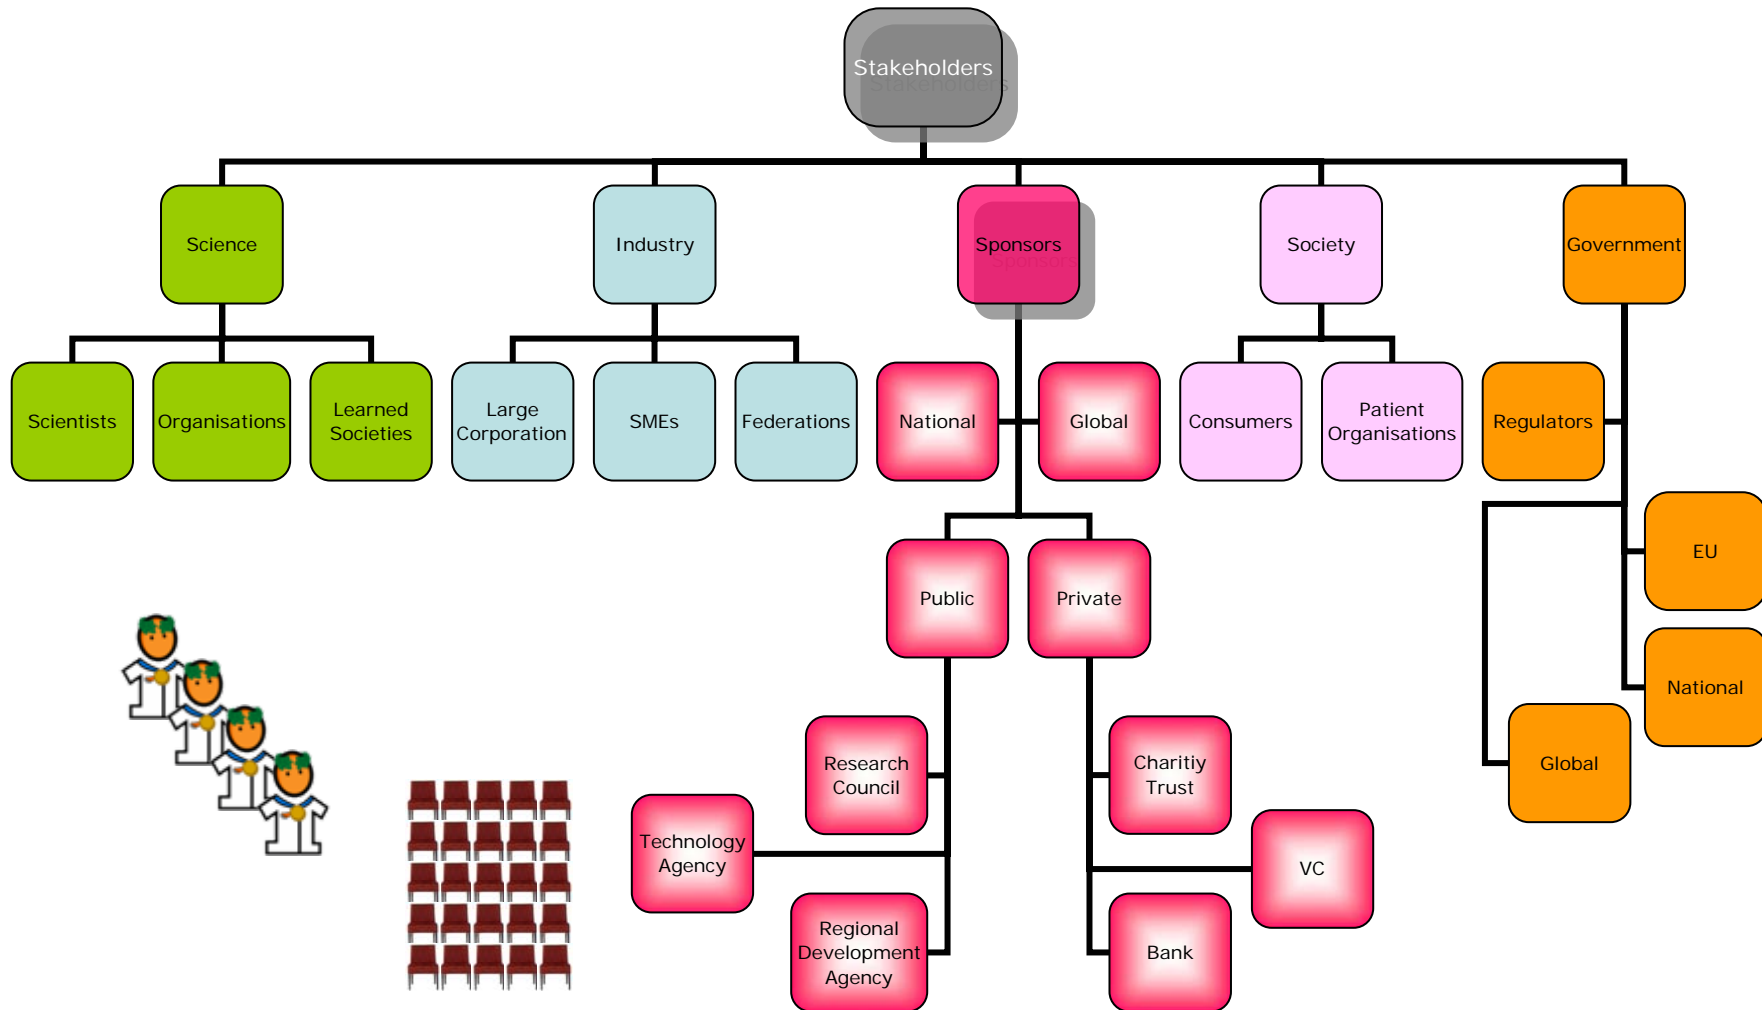 Stakeholders
Science
Industry
Sponsors
Society
Government
Scientists
Organisations
Learned
Societies
Large
Corporation
SMEs
Federations
National
Global
Consumers
Patient
Organisations
Regulators
EU
Public
Private
National
Research
Council
Charitiy
Trust
Global
Technology
Agency
VC
Regional
Development
Agency
Bank